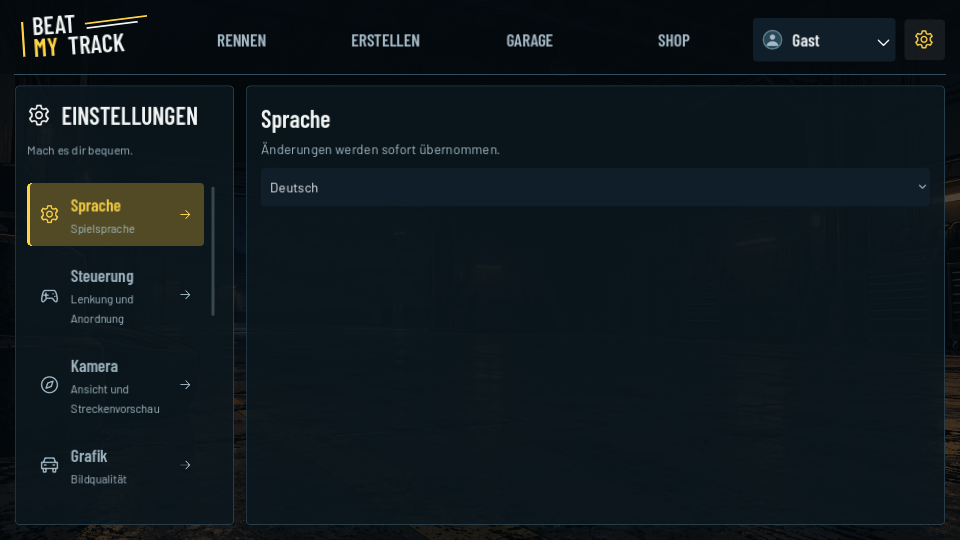 BEAT
MY TRACK
RENNEN
ERSTELLEN
GARAGE
SHOP
Gast
EINSTELLUNGEN
Mach es dir bequem.
Sprache
Spielsprache
Steuerung
Lenkung und
Anordnung
Kamera
Ansicht und
Streckenvorschau
Grafik
Bildqualität
Sprache
Änderungen werden sofort übernommen.
Deutsch